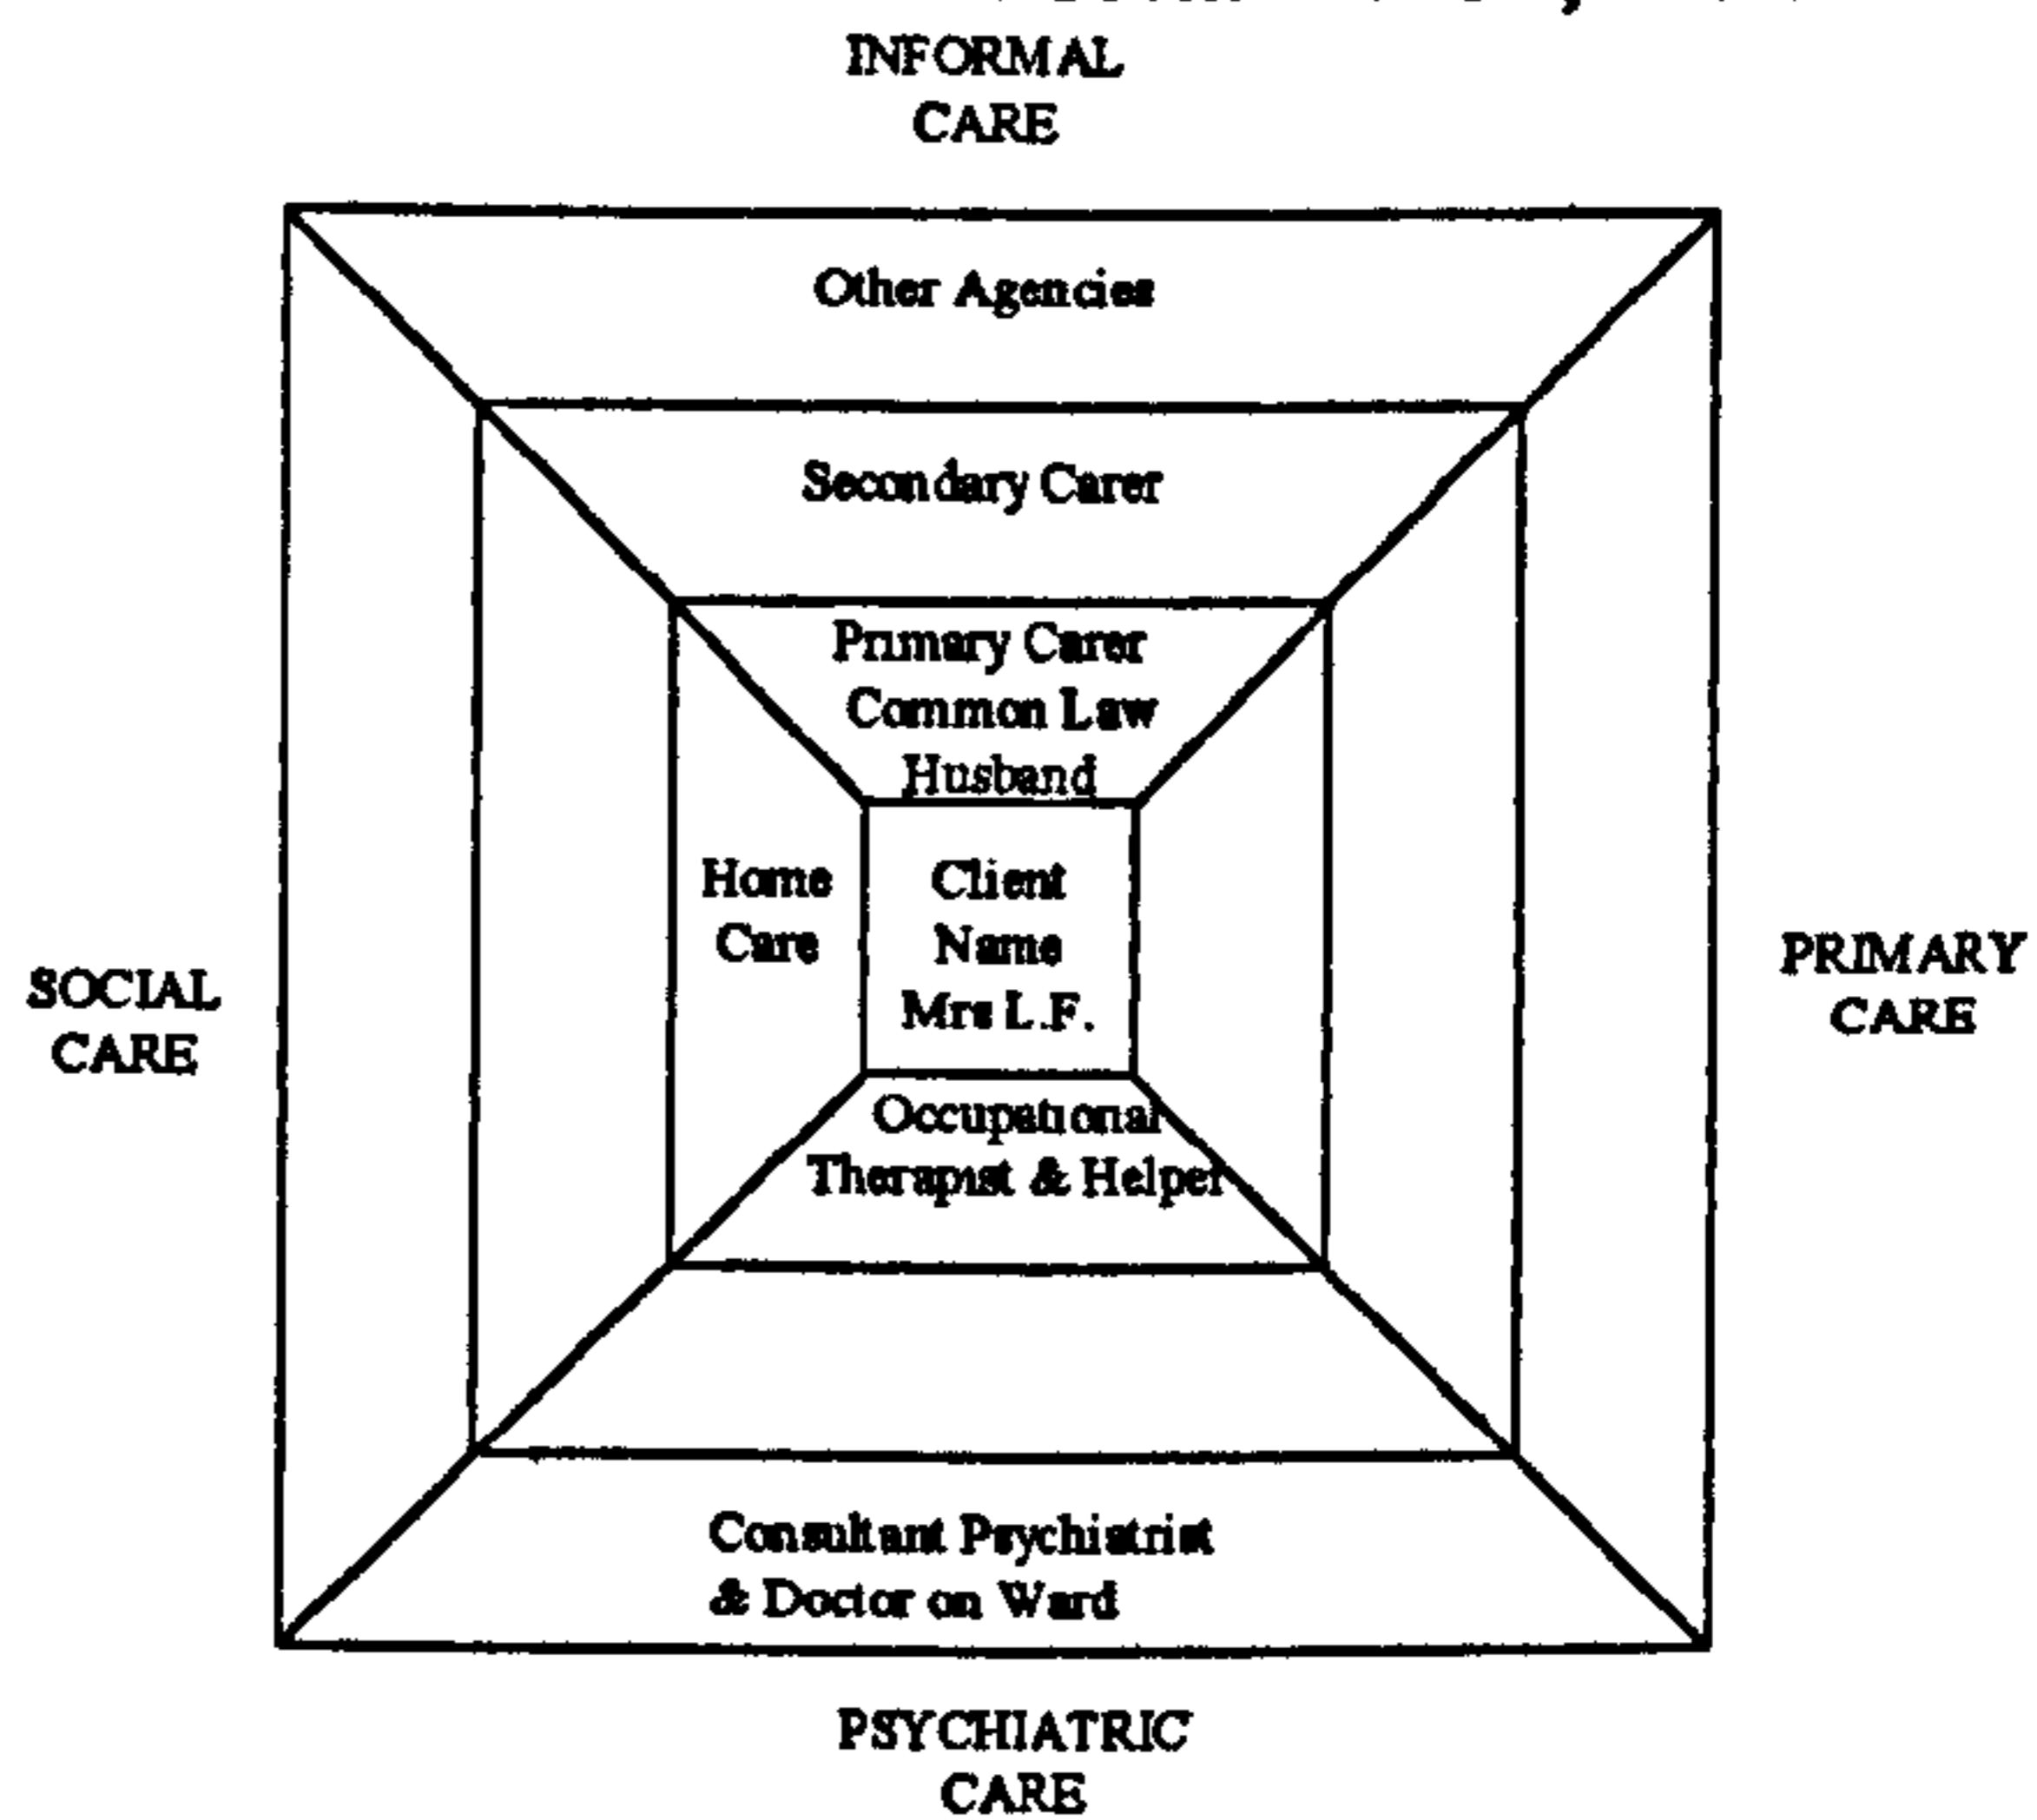 INFORMAL
CARE
Other Agencies
Secondary Carer
Primary Carer
Common Law
Husband
Home
Care
Client
Name
Mrs L.F.
SOCIAL
CARE
PRIMARY
CARE
Occupational
Therapist & Helper
Consultant Psychiatrist
& Doctor on Ward
PSYCHIATRIC
CARE